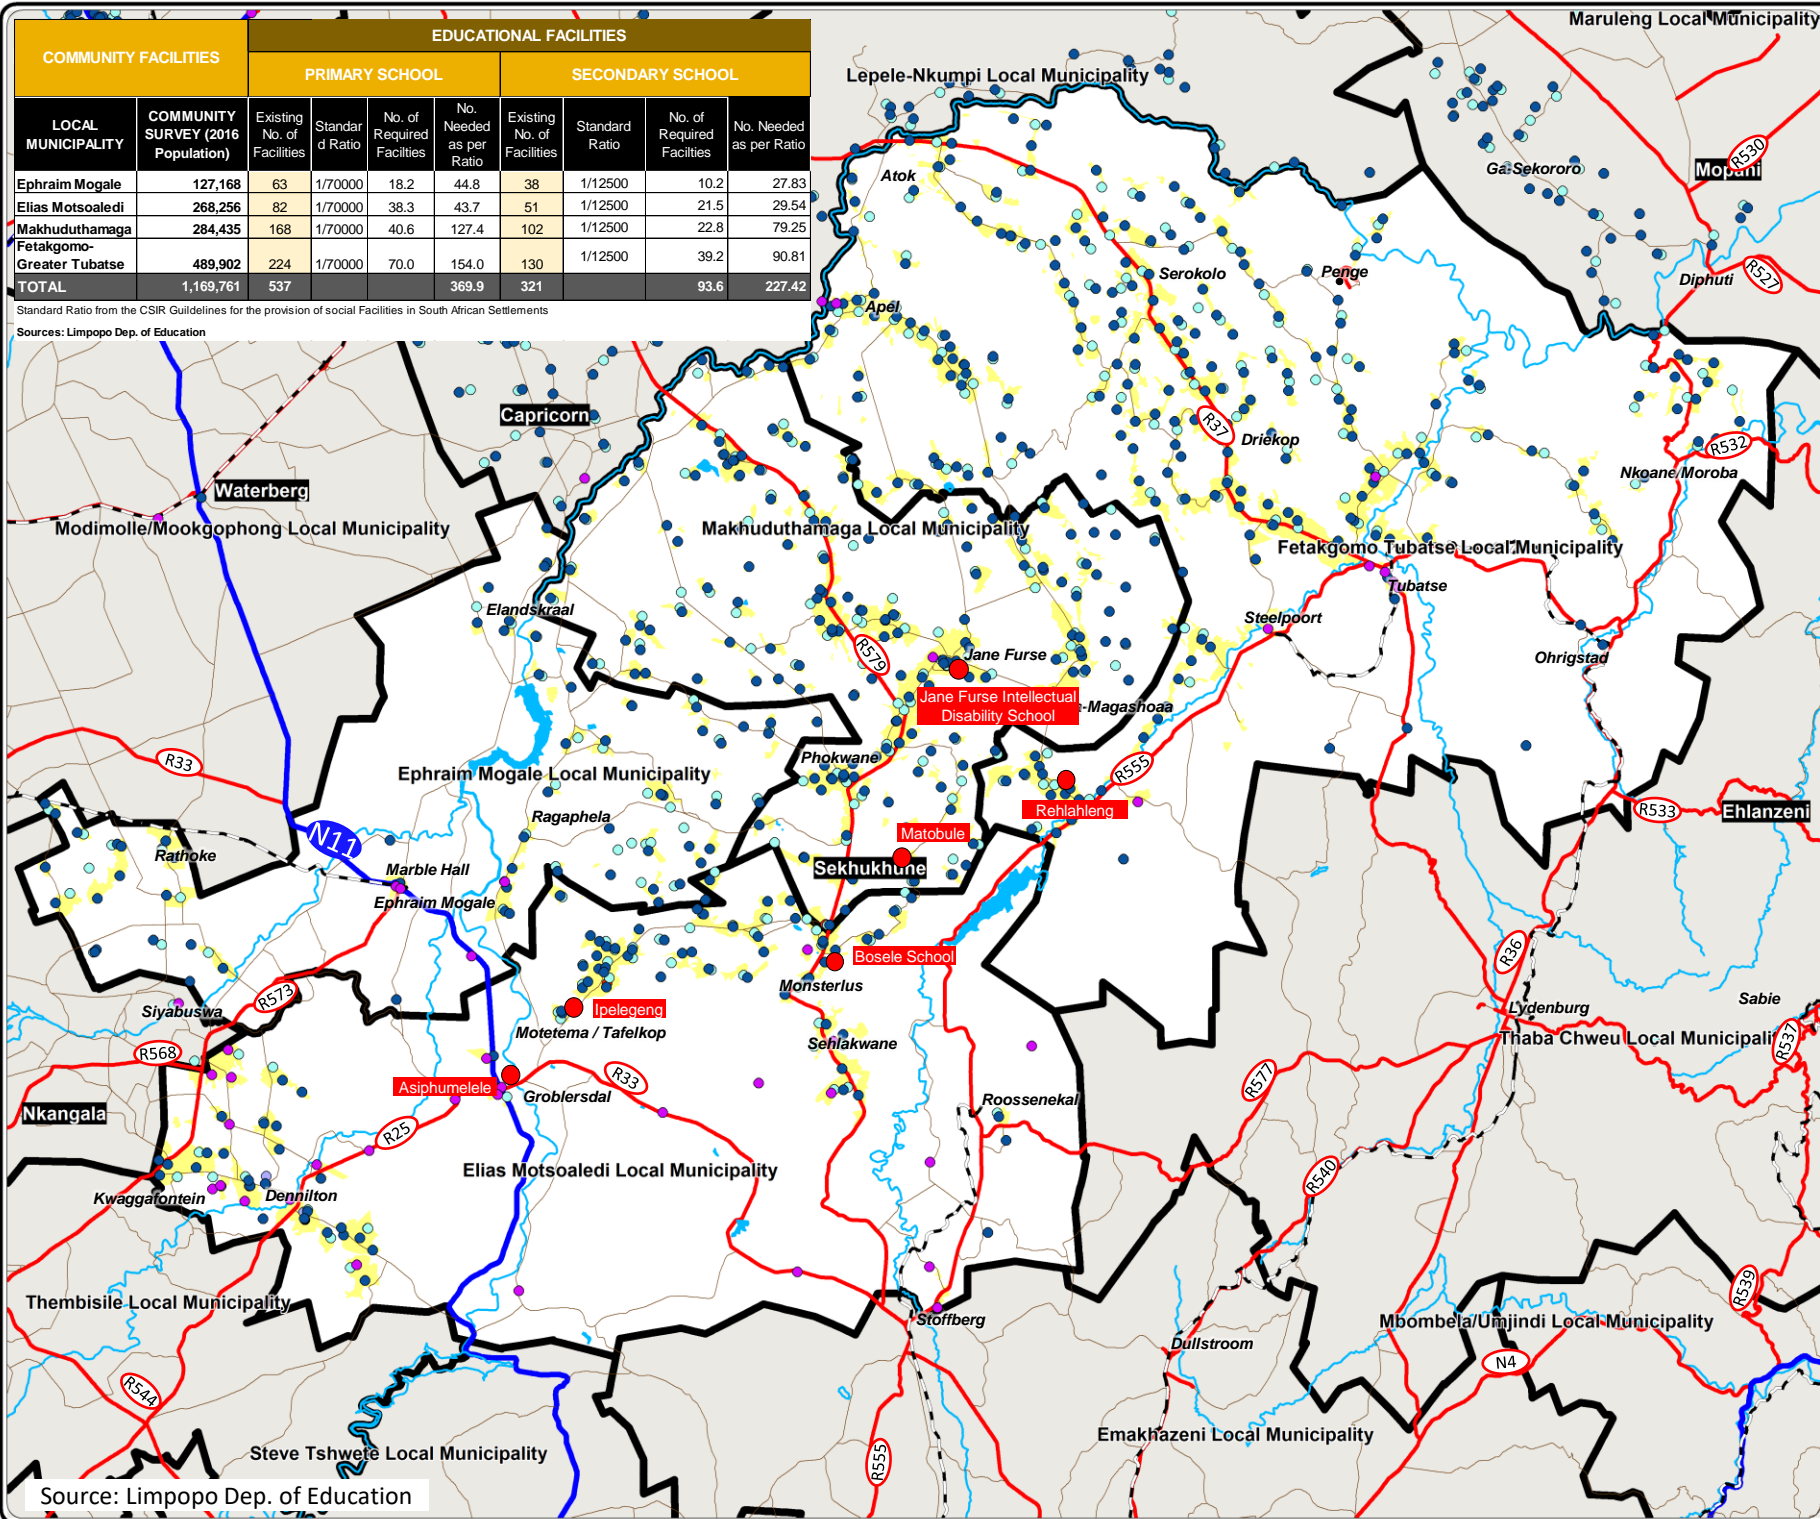 COMMUNITY FACILITIES
EDUCATIONAL FACILITIES
PRIMARY SCHOOL
SECONDARY SCHOOL
LOCAL MUNICIPALITY
COMMUNITY SURVEY (2016 Population)
Existing No. of Facilities
Standar d Ratio
No. of Required Facilties
No. Needed as per Ratio
Existing No. of Facilities
Standard Ratio
No. of Required Facilties
No. Needed as per Ratio
Ephraim Mogale 127,168 63 1/70000 18.2 44.8 38 1/12500 10.2 27.83
Elias Motsoaledi 268,256 82 1/70000 38.3 43.7 51 1/12500 21.5 29.54
Makhuduthamaga 284,435 168 1/70000 40.6 127.4 102 1/12500 22.8 79.25
Fetakgomo-
Greater Tubatse 489,902 224 1/70000 70.0 154.0 130 1/12500 39.2 90.81
TOTAL 1,169,761 537 369.9 321 93.6 227.42
Standard Ratio from the CSIR Guildelines for the provision of social Facilities in South African Settlements
Sources: Limpopo Dep. of Education
Maruleng Local Municipality
Lepele-Nkumpi Local Municipality
R530
Mopani
Ga-Sekororo
Atok
Serokolo
Penge
Diphuti
R527
Apel
Capricorn
R37
Driekop
R532
Nkoane Moroba
Waterberg
Modimolle/Mookgophong Local Municipality
Makhuduthamaga Local Municipality
Fetakgomo Tubatse Local Municipality
Tubatse
Elandskraal
Steelpoort
R579
Jane Furse
Ohrigstad
Jane Furse Intellectual
Disability School
-Magashoaa
R33
Phokwane
R555
Ephraim Mogale Local Municipality
Rehlahleng
R533
Ehlanzeni
Ragaphela
N11
Matobule
Rathoke
Marble Hall
Sekhukhune
Ephraim Mogale
Bosele School
R36
Monsterlus
R573
Siyabuswa
Ipelegeng
Sabie
Lydenburg
Motetema / Tafelkop
Sehlakwane
Thaba Chweu Local Municipality
R537
R568
Asiphumelele
R33
R577
Groblersdal
Roossenekal
Nkangala
R25
Elias Motsoaledi Local Municipality
R540
Kwaggafontein
Dennilton
Thembisile Local Municipality
R539
Stoffberg
Mbombela/Umjindi Local Municipality
Dullstroom
N4
R544
Emakhazeni Local Municipality
Steve Tshwete Local Municipality
R555
Source: Limpopo Dep. of Education